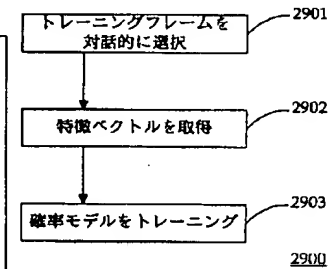 トレーニングフレームを
対話的に選択
2901
特徴ベクトルを取得
2902
確率モデルをトレーニング
2903
2900